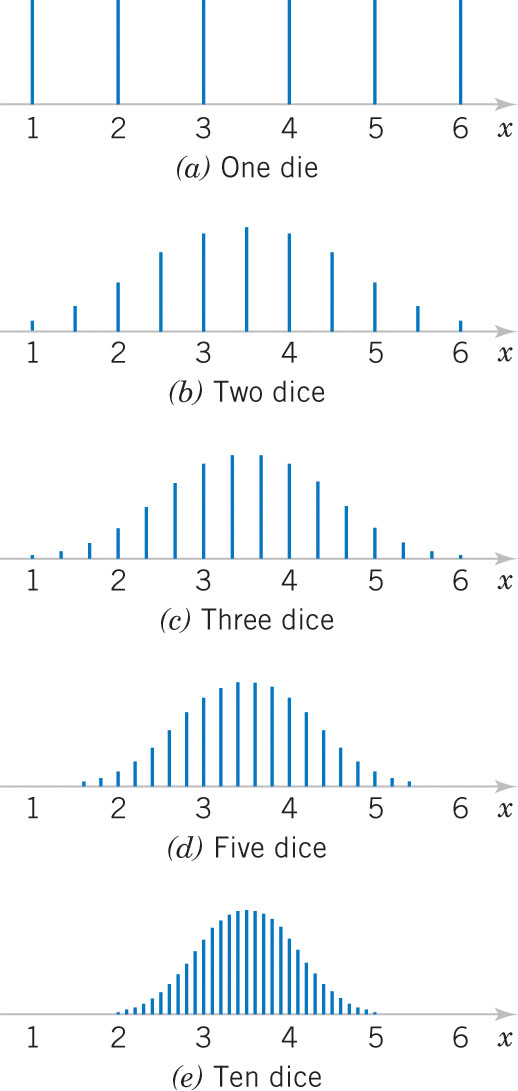 1 2 3 4 5 6 x
(a) One die
1 2 3 4 5 6 x
(b) Two dice
1 2 3 4 5 6 x
(c) Three dice
1 2 3 4 5 6 x
(d) Five dice
1 2 3 4 5 6 x
(e) Ten dice